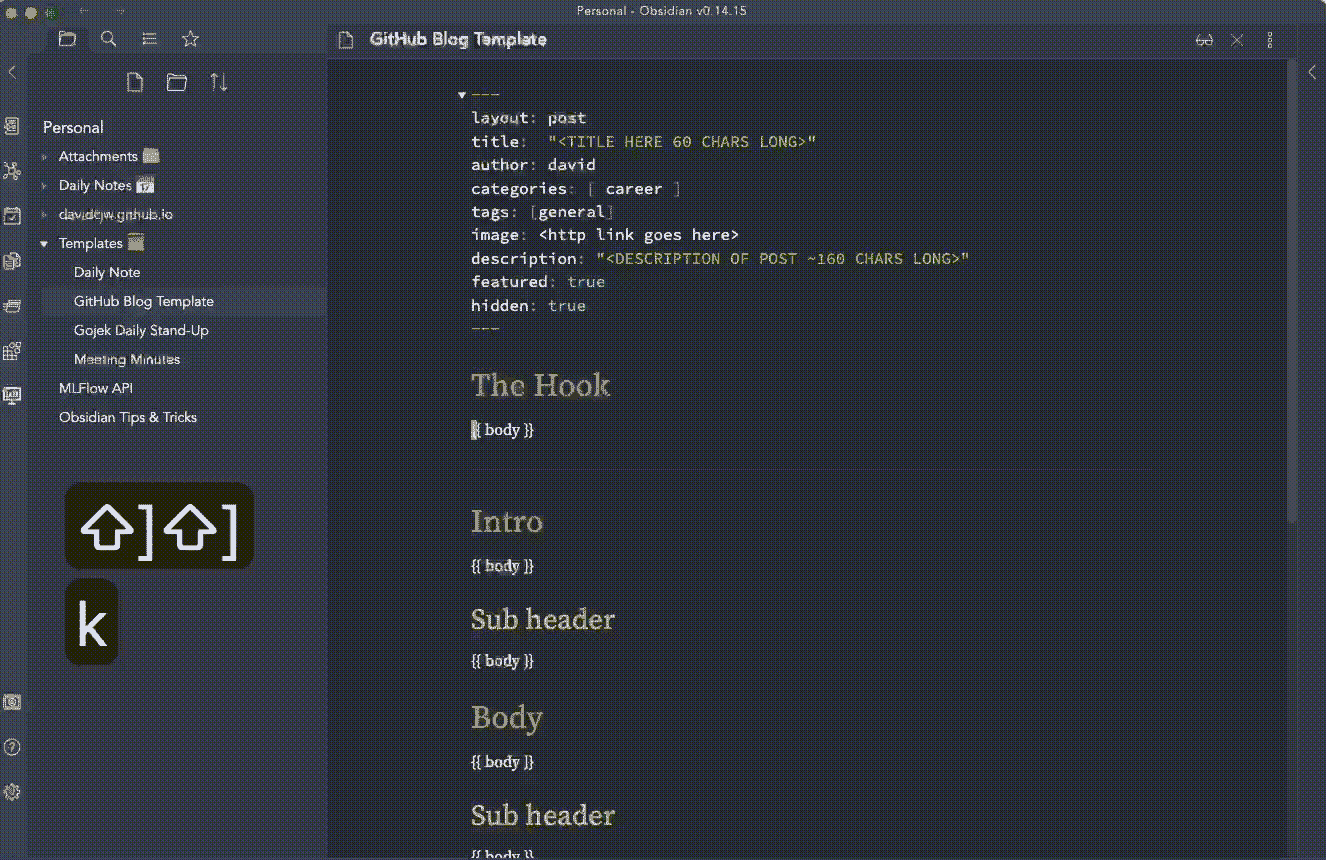 Personal - Obsidian v0.14.15
GitHub Blog Template
Personal
Attachments
Daily Notes
davidtjw.github.io
Templates
Daily Note
GitHub Blog Template
Gojek Daily Stand-Up
Meeting Minutes
MLFlow API
Obsidian Tips & Tricks
⇧]⇧]
k
---
layout: post
title: "<TITLE HERE 60 CHARS LONG>"
author: david
categories: [ career ]
tags: [general]
image: <http link goes here>
description: "<DESCRIPTION OF POST ~160 CHARS LONG>"
featured: true
hidden: true
---
The Hook
{{ body }}
Intro
{{ body }}
Sub header
{{ body }}
Body
{{ body }}
Sub header
{{ body }}